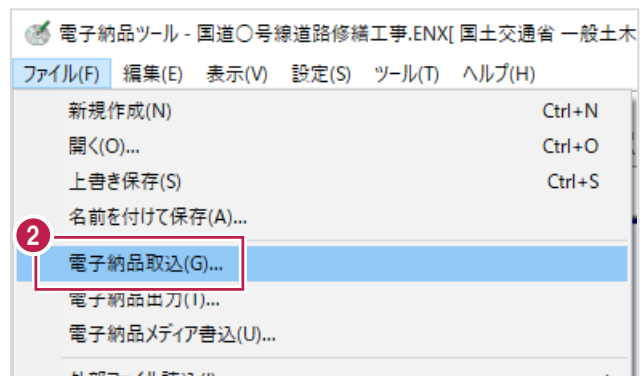 電子納品ツール - 国道〇号線道路修繕工事.ENX[ 国土交通省 一般土木
ファイル(F) 編集(E) 表示(V) 設定(S) ツール(T) ヘルプ(H)
新規作成(N) Ctrl+N
開く(O)... Ctrl+O
上書き保存(S) Ctrl+S
名前を付けて保存(A)...
2
電子納品取込(G)...
電子納品出力(T)...
電子納品メディア書込(U)...